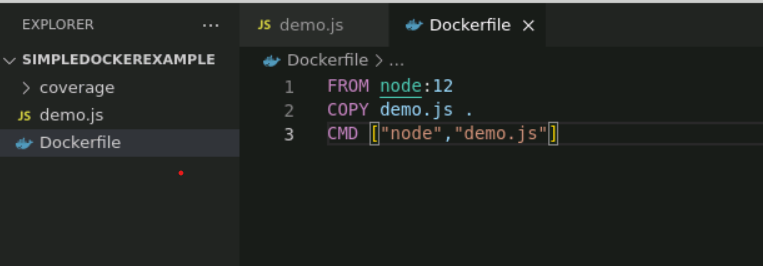 EXPLORER ...
JS demo.js Dockerfile
SIMPLEDOCKEREXAMPLE
Dockerfile > ...
coverage
JS demo.js
Dockerfile
1 FROM node:12
2 COPY demo.js .
3 CMD ["node","demo.js"]